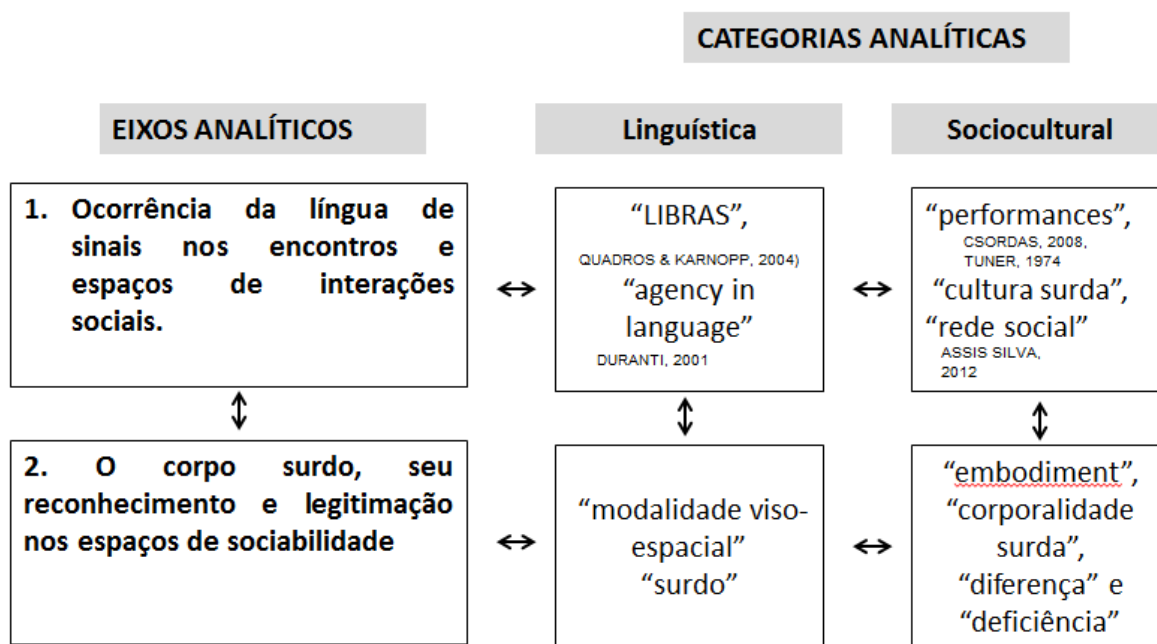 CATEGORIAS ANALÍTICAS
EIXOS ANALÍTICOS
Linguística
Sociocultural
1. Ocorrência da língua de
sinais nos encontros e
espaços de interações
sociais.
“LIBRAS”,
QUADROS & KARNOPP, 2004)
“agency in
language”
DURANTI, 2001
“performances”,
CSORDAS, 2008,
TUNER, 1974
“cultura surda”,
“rede social”
ASSIS SILVA,
2012
2. O corpo surdo, seu
reconhecimento e legitimação
nos espaços de sociabilidade
“modalidade viso-
espacial”
“surdo”
“embodiment”,
“corporalidade
surda”,
“diferença” e
“deficiência”